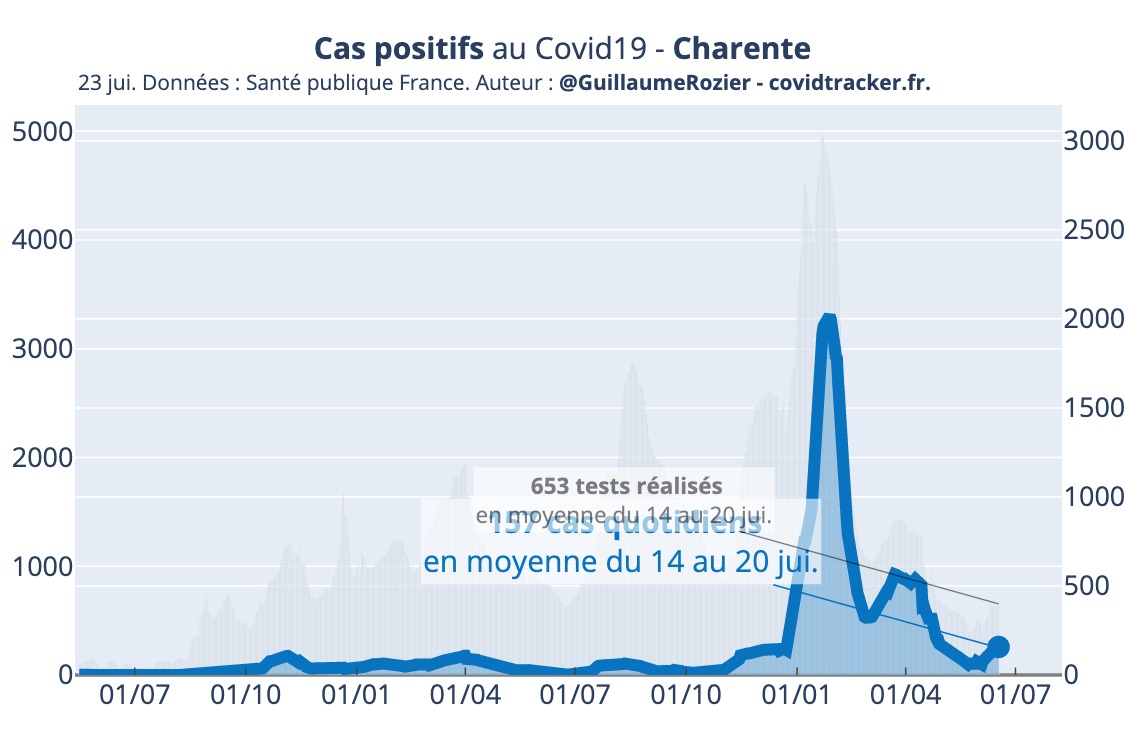 Cas positifs au Covid19 - Charente
23 jui. Données : Santé publique France. Auteur : @GuillaumeRozier - covidtracker.fr.
5000
4000
3000
2000
1000
0
3000
2500
2000
1500
1000
500
0
653 tests réalisés
en moyenne du 14 au 20 jui.
157 cas quotidiens
en moyenne du 14 au 20 jui.
01/07 01/10 01/01 01/04 01/07 01/10 01/01 01/04 01/07